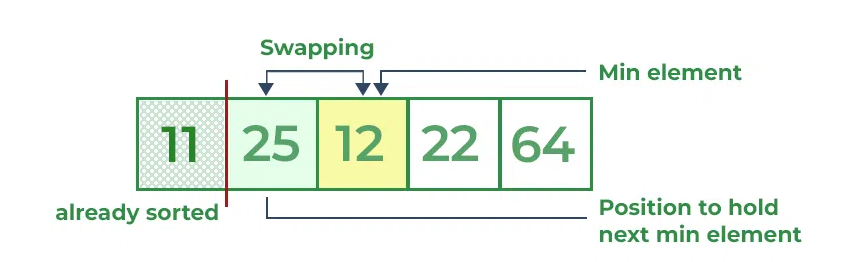 Swapping
Min element
11 25 12 22 64
already sorted
Position to hold
next min element